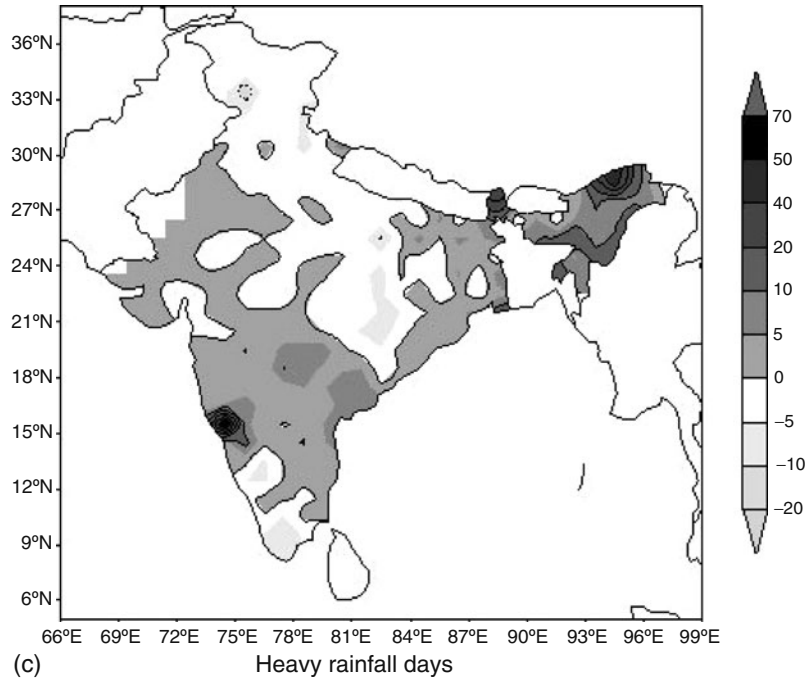 36ºN
33ºN
30ºN
27ºN
24ºN
21ºN
18ºN
15ºN
12ºN
9ºN
6ºN
66ºE 69ºE 72ºE 75ºE 78ºE 81ºE 84ºE 87ºE 90ºE 93ºE 96ºE 99ºE
70
50
40
20
10
5
0
−5
−10
−20
(c) Heavy rainfall days